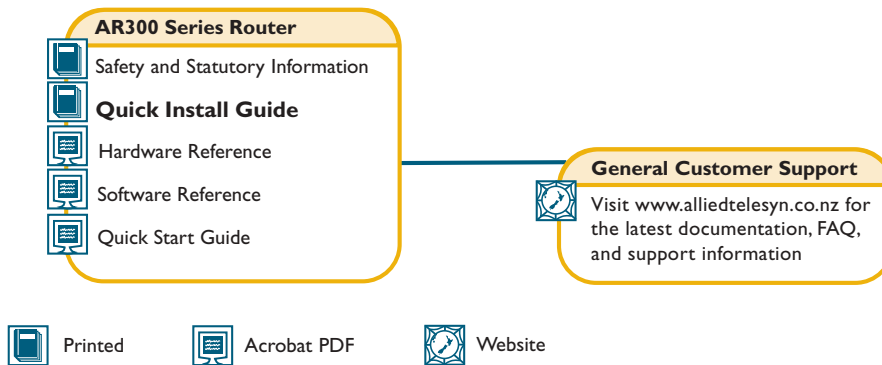 AR300 Series Router
Safety and Statutory Information
Quick Install Guide
Hardware Reference
Software Reference
Quick Start Guide
General Customer Support
Visit www.alliedtelesyn.co.nz for
the latest documentation, FAQ,
and support information
Printed
Acrobat PDF
Website